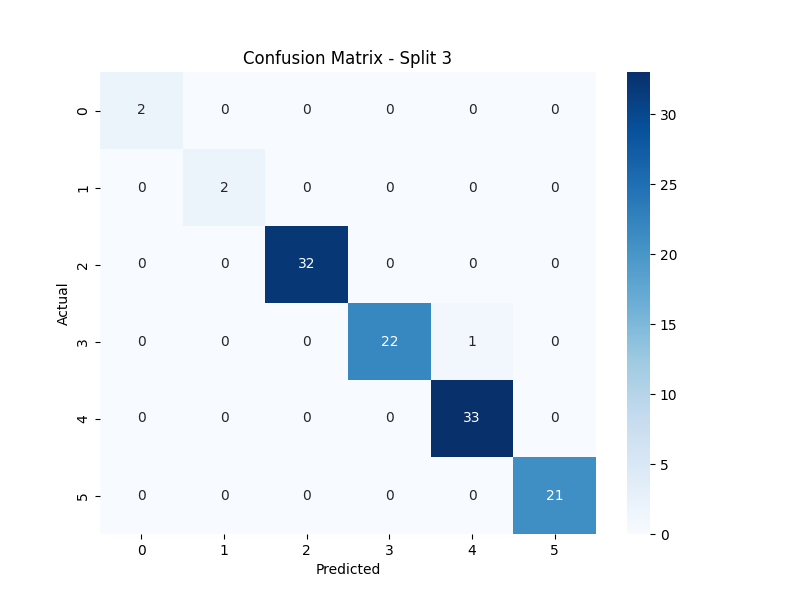 Confusion Matrix - Split 3
0 2 0 0 0 0 0
1 0 2 0 0 0 0
2 0 0 32 0 0 0
3 0 0 0 22 1 0
4 0 0 0 0 33 0
5 0 0 0 0 0 21
0 1 2 3 4 5
Actual
Predicted
30
25
20
15
10
5
0